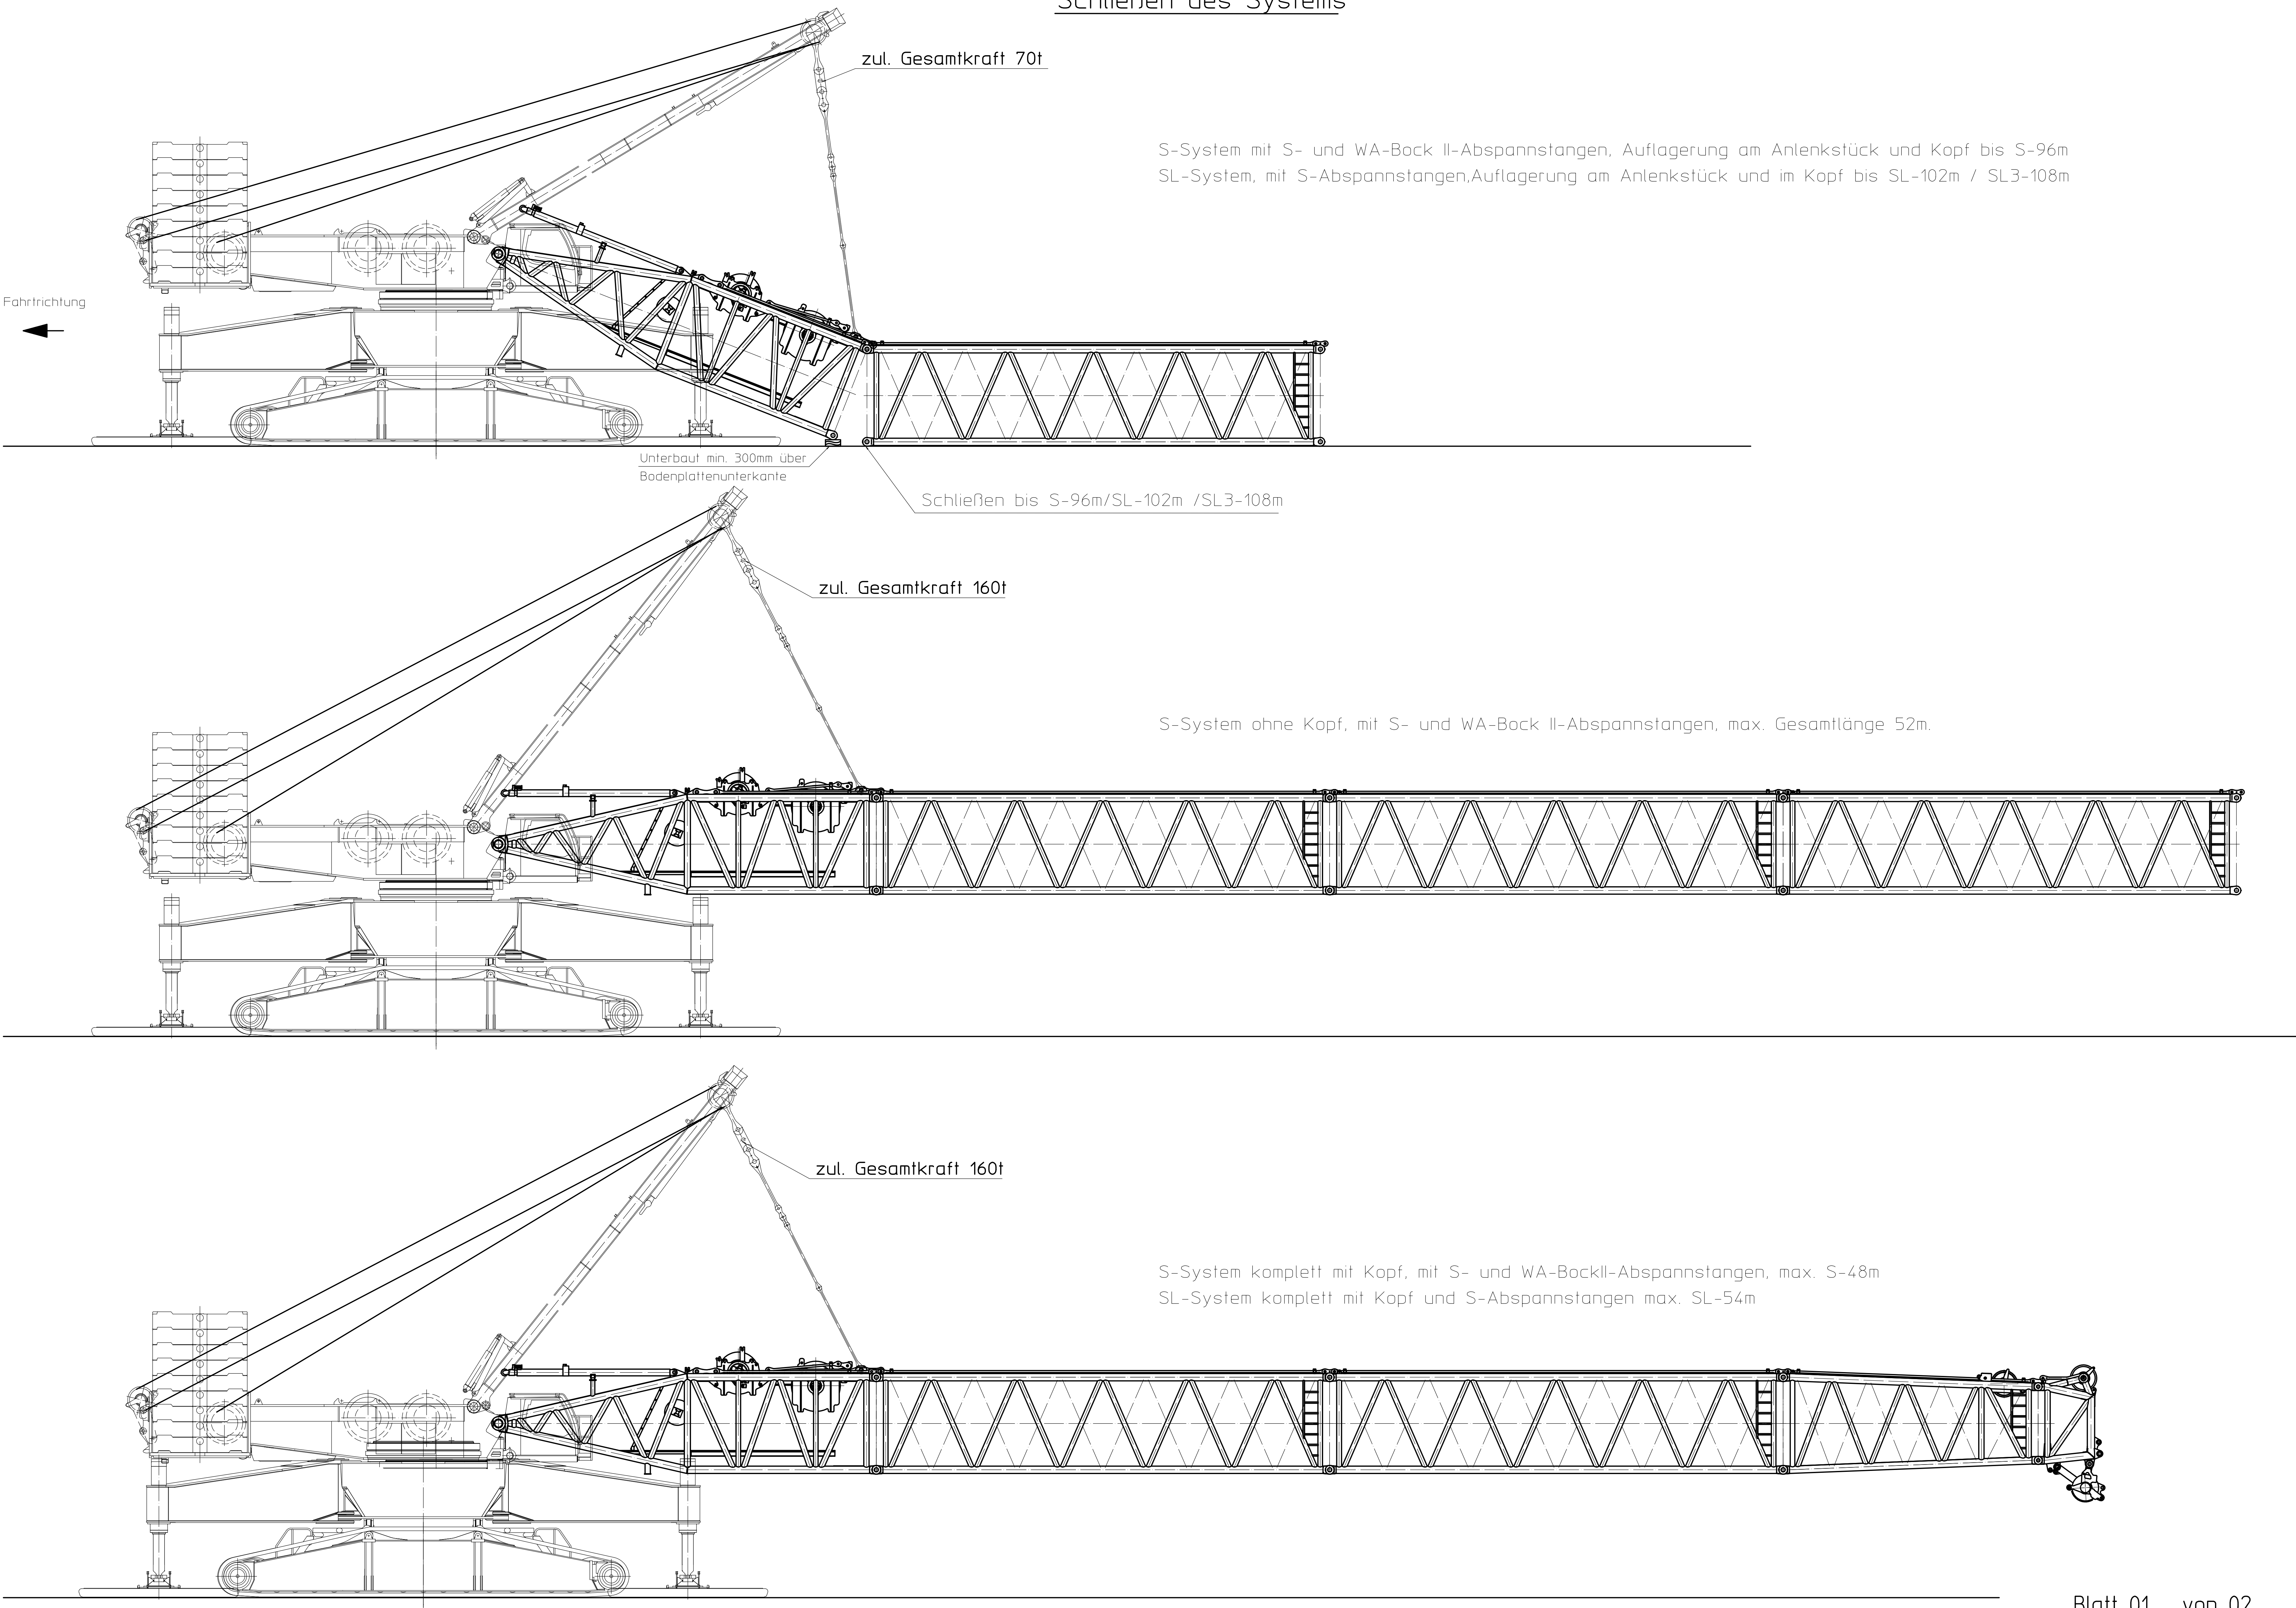 Schließen des Systems
zul. Gesamtkraft 70t
S-System mit S- und WA-Bock II-Abspannstangen, Auflagerung am Anlenkstück und Kopf bis S-96m
SL-System, mit S-Abspannstangen,Auflagerung am Anlenkstück und im Kopf bis SL-102m / SL3-108m
Fahrtrichtung
Unterbaut min. 300mm über
Bodenplattenunterkante
Schließen bis S-96m/SL-102m /SL3-108m
zul. Gesamtkraft 160t
S-System ohne Kopf, mit S- und WA-Bock II-Abspannstangen, max. Gesamtlänge 52m.
zul. Gesamtkraft 160t
S-System komplett mit Kopf, mit S- und WA-BockII-Abspannstangen, max. S-48m
SL-System komplett mit Kopf und S-Abspannstangen max. SL-54m
Blatt 01 von 02